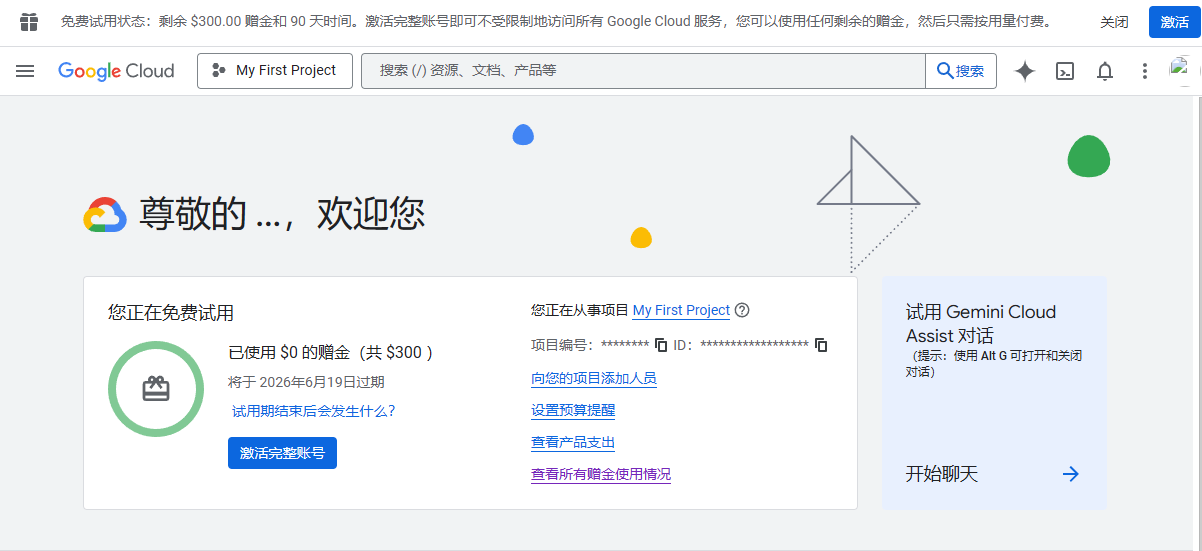 免费试用状态：剩余 $300.00 赠金和 90 天时间。激活完整账号即可不受限制地访问所有 Google Cloud 服务，您可以使用任何剩余的赠金，然后只需按用量付费。
关闭
激活
Google Cloud
My First Project
搜索 (/) 资源、文档、产品等
搜索
尊敬的 ...，欢迎您
您正在免费试用
已使用 $0 的赠金（共 $300 ）
将于 2026年6月19日过期
试用期结束后会发生什么?
激活完整账号
您正在从事项目 My First Project
项目编号：******** ID：******************
向您的项目添加人员
设置预算提醒
查看产品支出
查看所有赠金使用情况
试用 Gemini Cloud
Assist 对话
（提示：使用 Alt G 可打开和关闭
对话）
开始聊天